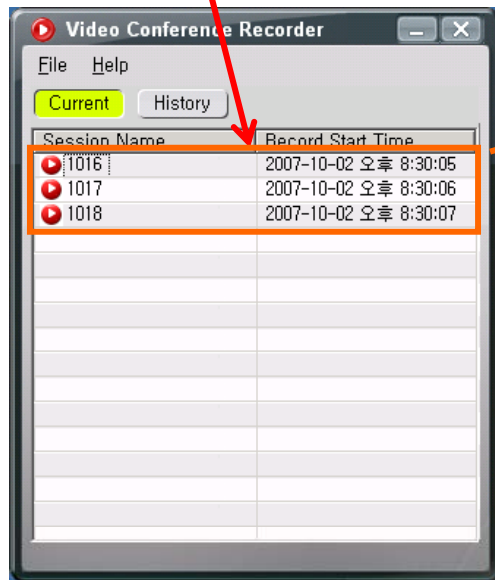 Video Conference Recorder
File Help
Current History
Session Name Record Start Time
1016 2007-10-02 오후 8:30:05
1017 2007-10-02 오후 8:30:06
1018 2007-10-02 오후 8:30:07